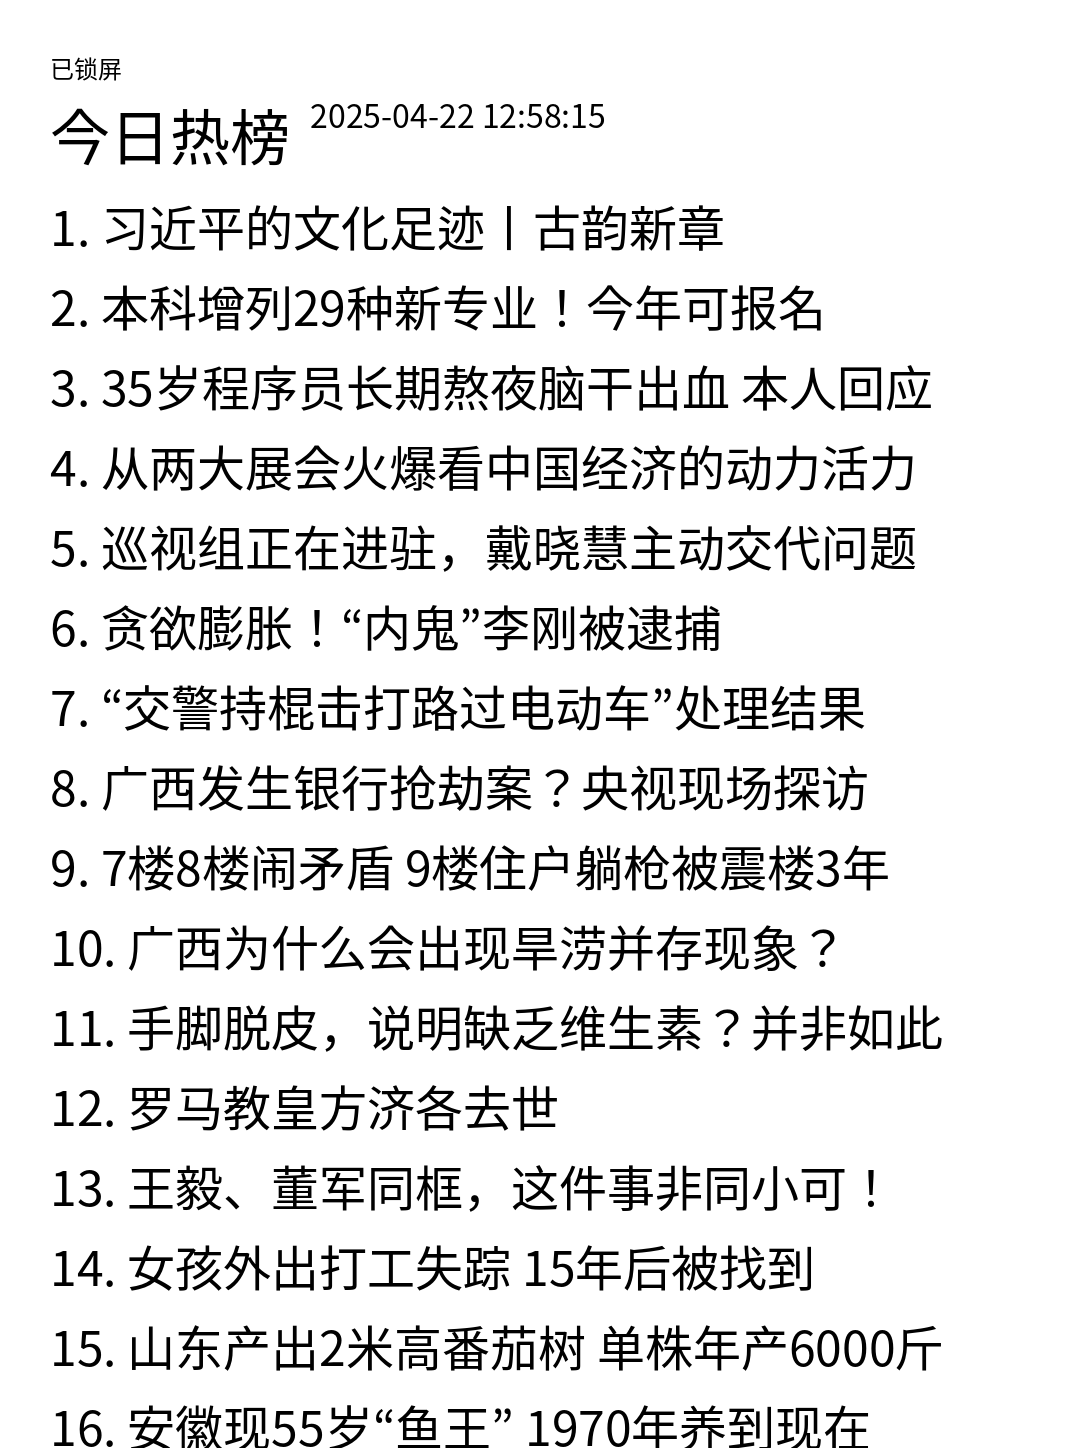 已锁屏
今日热榜 2025-04-22 12:58:15
1. 习近平的文化足迹丨古韵新章
2. 本科增列29种新专业！今年可报名
3. 35岁程序员长期熬夜脑干出血 本人回应
4. 从两大展会火爆看中国经济的动力活力
5. 巡视组正在进驻，戴晓慧主动交代问题
6. 贪欲膨胀！“内鬼”李刚被逮捕
7. “交警持棍击打路过电动车”处理结果
8. 广西发生银行抢劫案？央视现场探访
9. 7楼8楼闹矛盾 9楼住户躺枪被震楼3年
10. 广西为什么会出现旱涝并存现象？
11. 手脚脱皮，说明缺乏维生素？并非如此
12. 罗马教皇方济各去世
13. 王毅、董军同框，这件事非同小可！
14. 女孩外出打工失踪 15年后被找到
15. 山东产出2米高番茄树 单株年产6000斤
16. 安徽现55岁“鱼王” 1970年养到现在